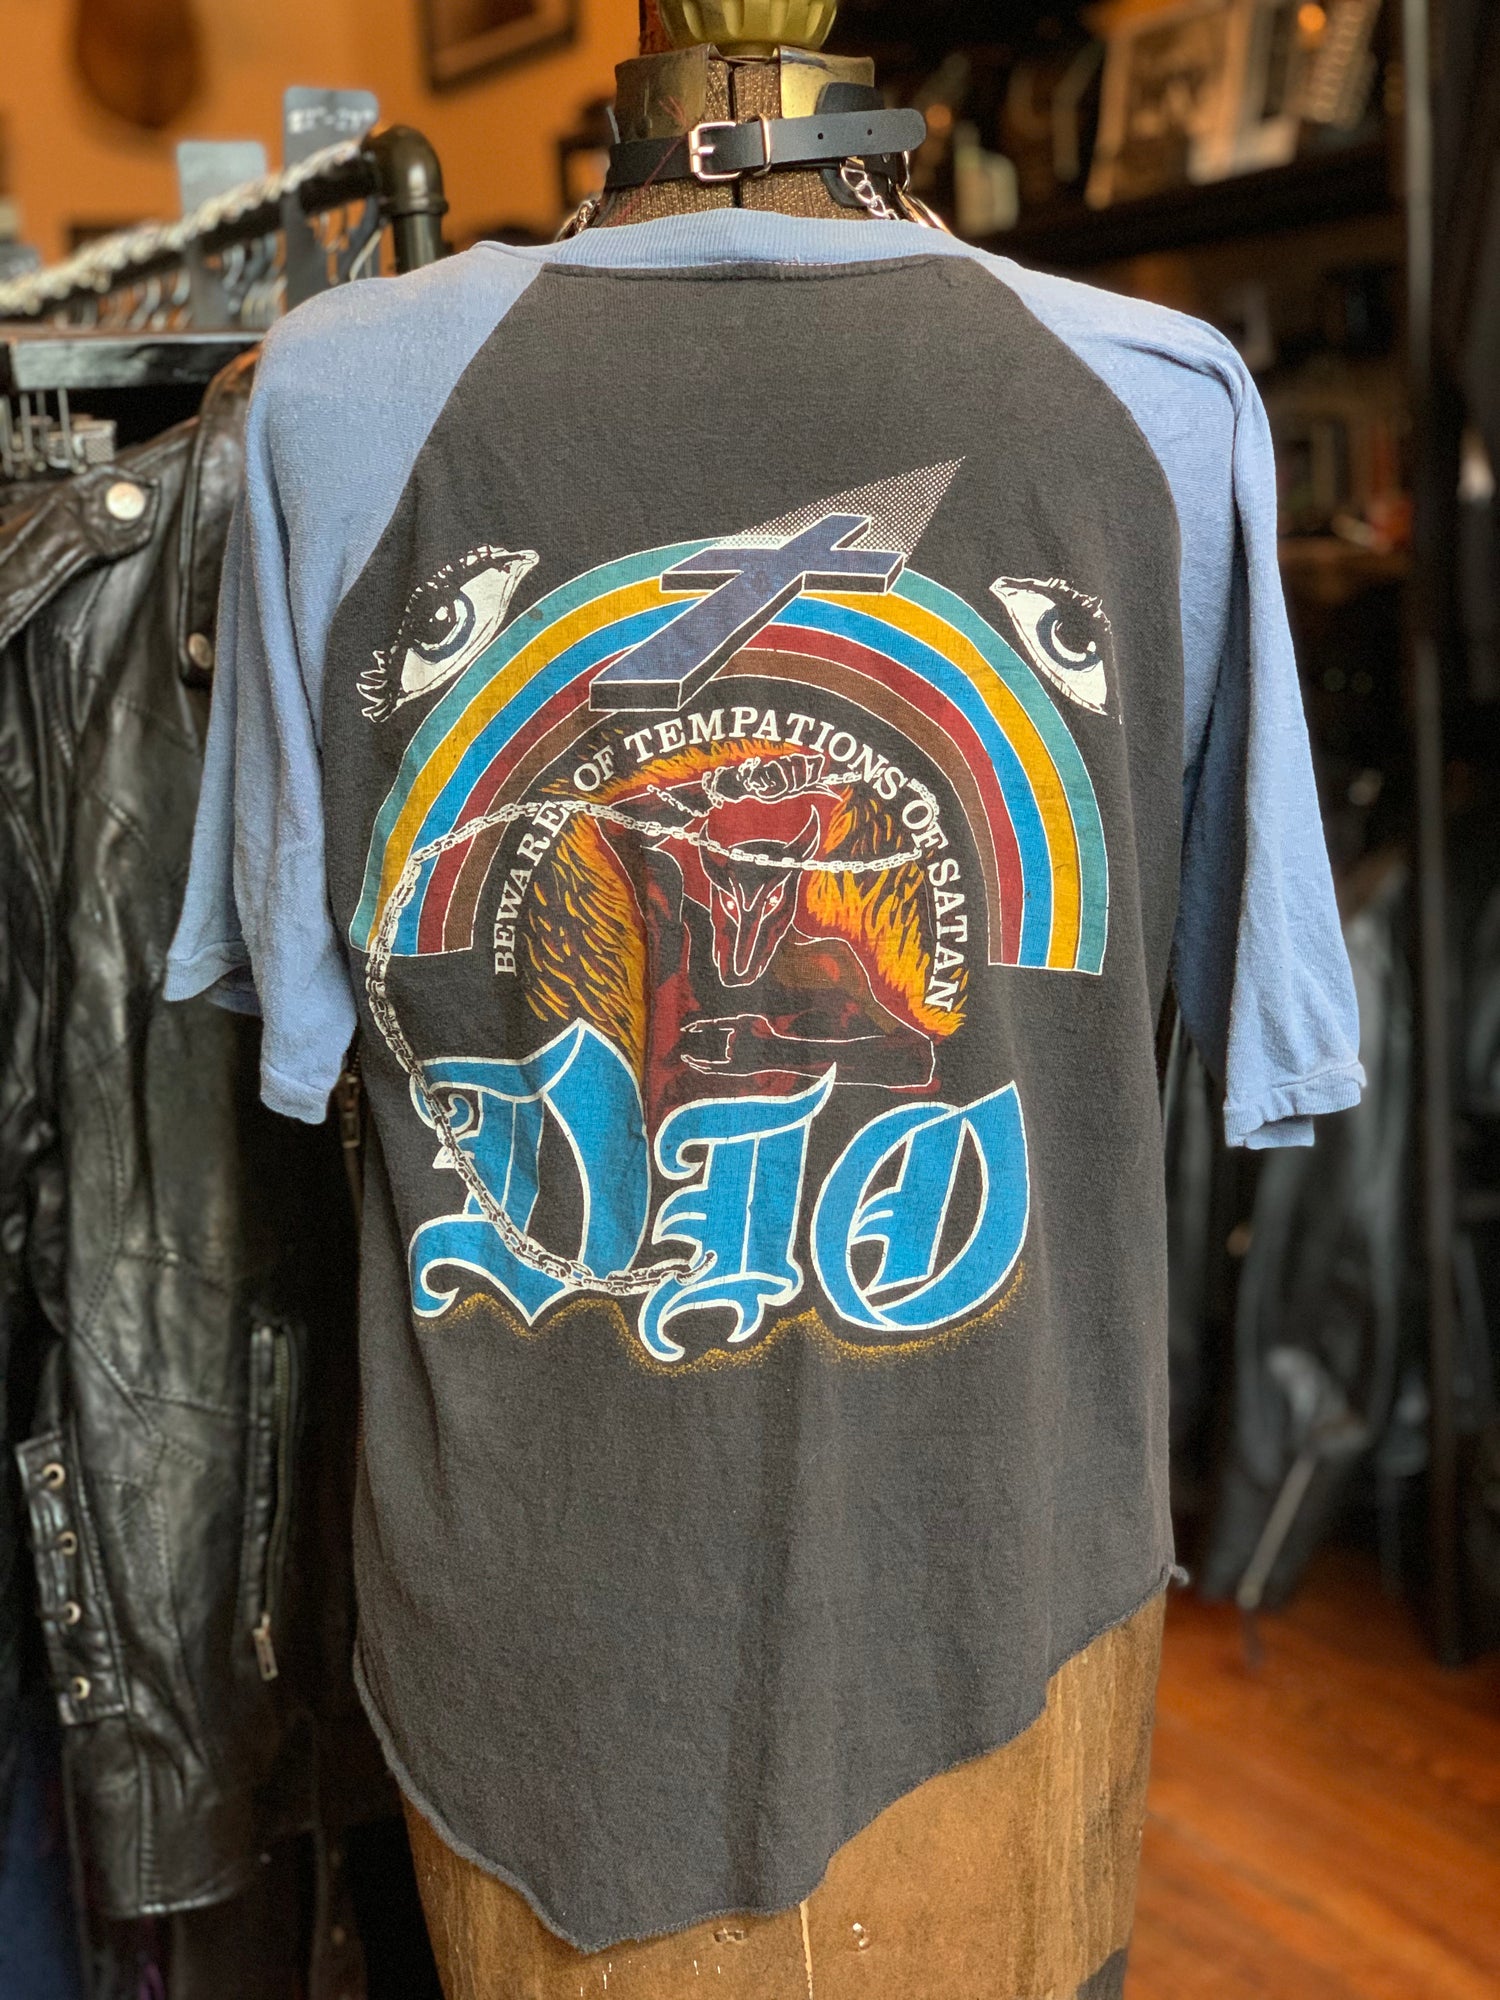 BEWARE OF TEMPATIONS OF SATAN
DIO